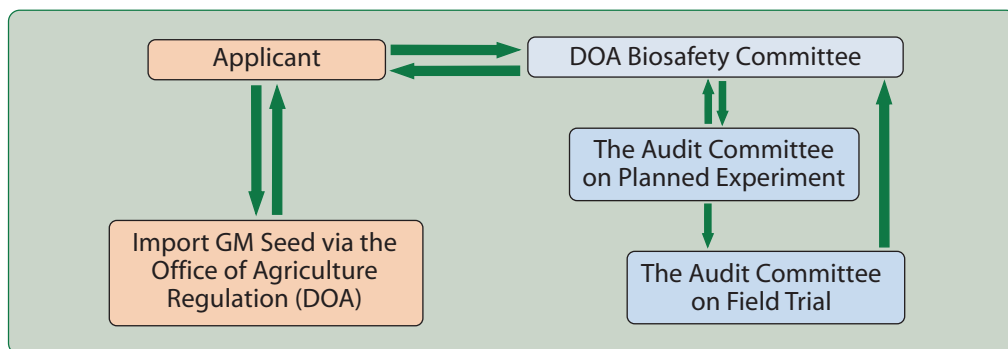 Applicant
DOA Biosafety Committee
The Audit Committee
on Planned Experiment
Import GM Seed via the
Office of Agriculture
Regulation (DOA)
The Audit Committee
on Field Trial